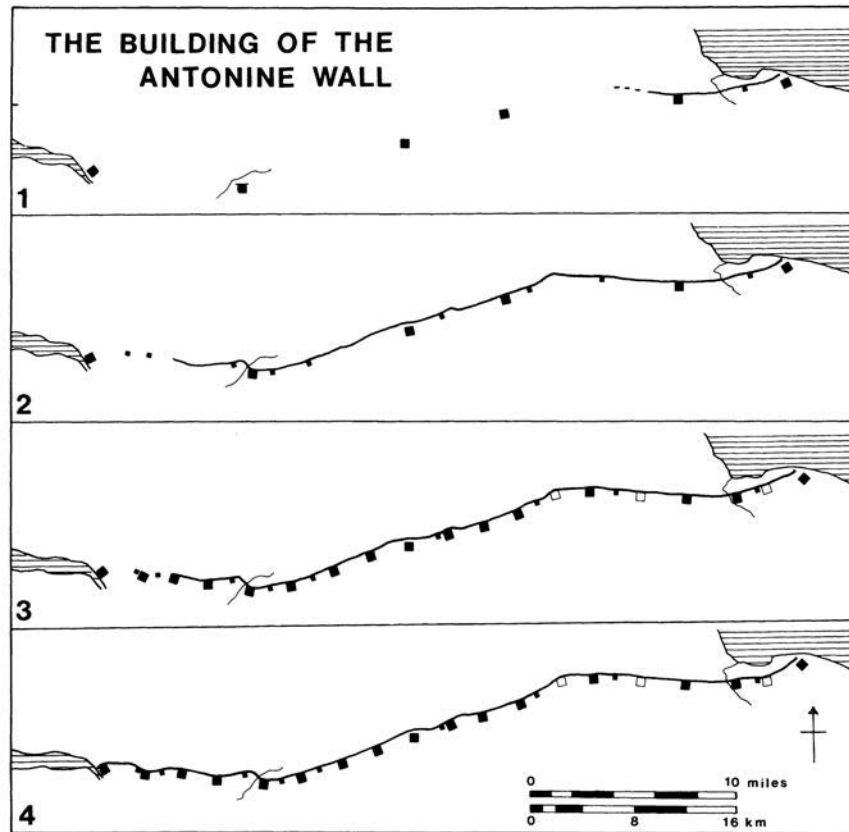 THE BUILDING OF THE
ANTONINE WALL
1
2
3
4
0 10 miles
0 8 16 km